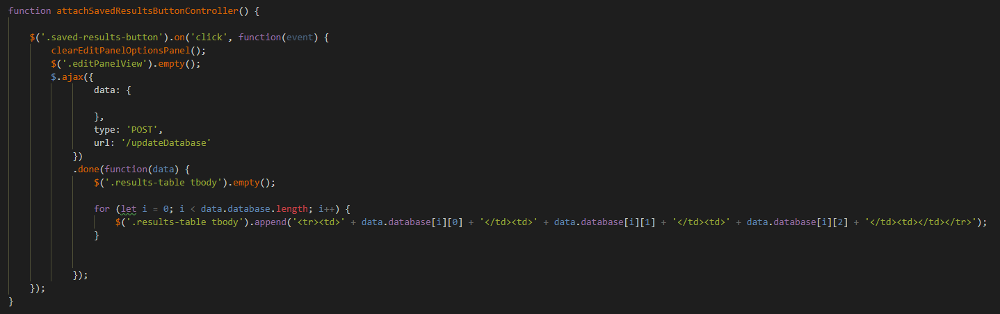 function attachSavedResultsButtonController() {
$('.saved-results-button').on('click', function(event) {
clearEditPanelOptionsPanel();
$('.editPanelView').empty();
$.ajax({
data: {
},
type: 'POST',
url: '/updateDatabase'
})
.done(function(data) {
$('.results-table tbody').empty();
for (let i = 0; i < data.database.length; i++) {
$('.results-table tbody').append('<tr><td>' + data.database[i][0] + '</td><td>' + data.database[i][1] + '</td><td>' + data.database[i][2] + '</td><td></td></tr>');
}
});
});
}